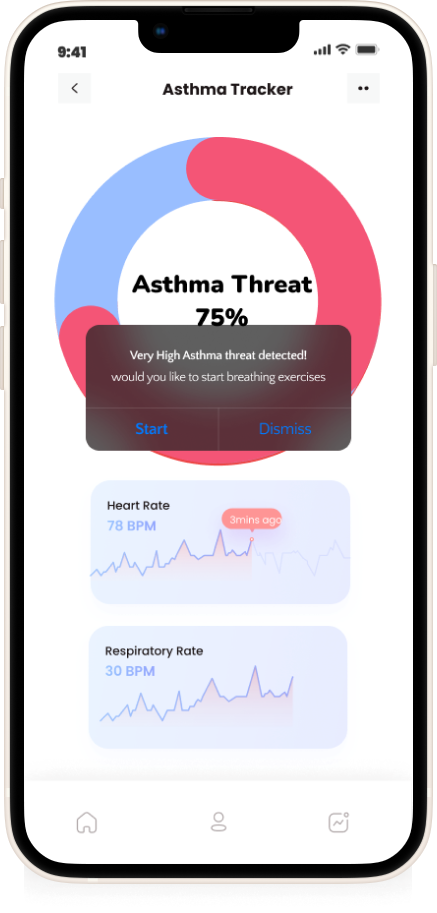 9:41
Asthma Tracker
Asthma Threat
75%
Very High Asthma threat detected!
would you like to start breathing exercises
Start
Dismiss
Heart Rate
78 BPM
3mins ago
Respiratory Rate
30 BPM